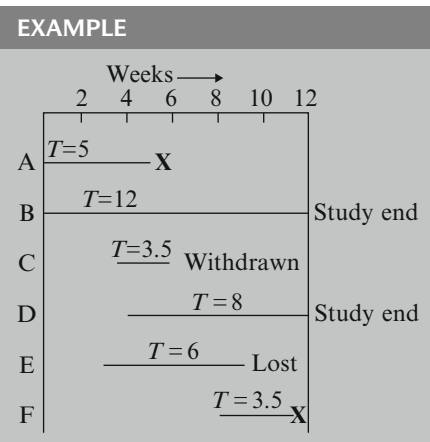 EXAMPLE
Weeks
2 4 6 8 10 12
A T=5 X
B T=12 Study end
C T=3.5 Withdrawn
D T = 8 Study end
E T = 6 Lost
F T = 3.5 X